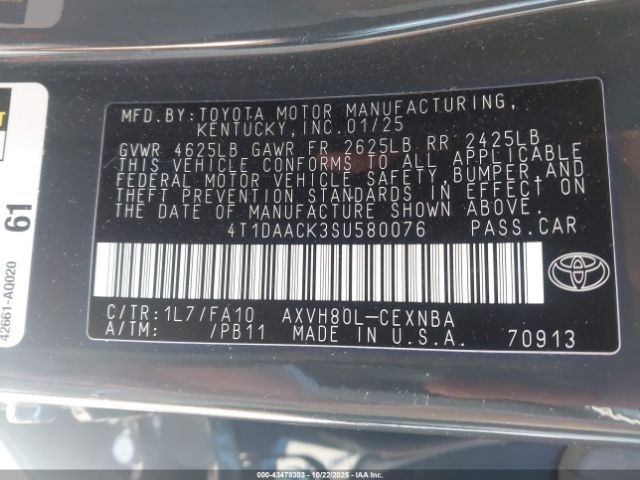 MFD. BY: TOYOTA MOTOR MANUFACTURING,
KENTUCKY, INC. 01/25
GVWR 4625LB GAWR FR 2625LB RR 2425LB
THIS VEHICLE CONFORMS TO ALL APPLICABLE
FEDERAL MOTOR VEHICLE SAFETY, BUMPER, AND
THEFT PREVENTION STANDARDS IN EFFECT ON
THE DATE OF MANUFACTURE SHOWN ABOVE.
4T1DAACK3SU580076 PASS.CAR
C/TR: 1L7/FA10 AXVH80L-CEXNBA
A/TM: /PB11 MADE IN U.S.A. 70913
61
42661-A0020
IAA - 43478303 - 10/22/2025 - COPART